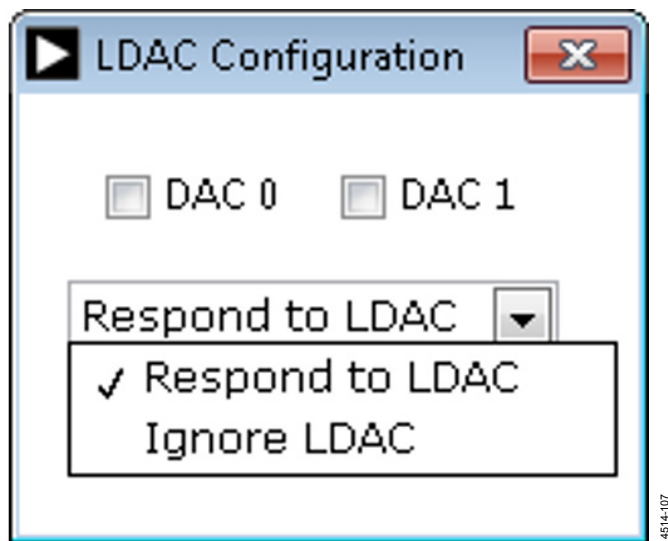 LDAC Configuration
DAC 0 DAC 1
Respond to LDAC
✓ Respond to LDAC
Ignore LDAC
4514-107